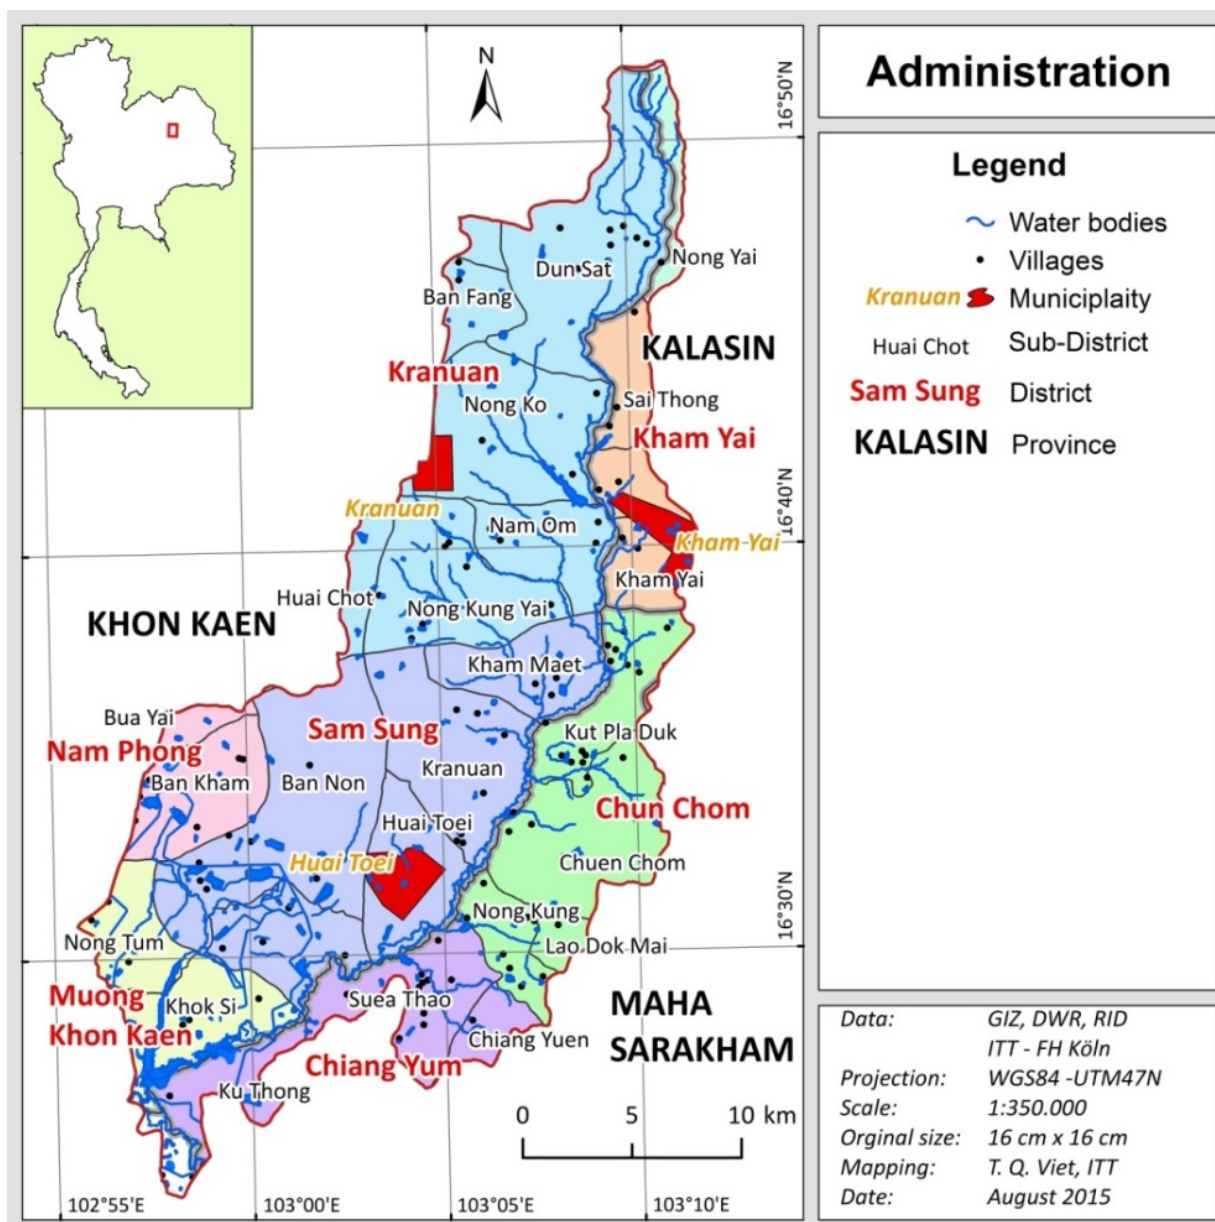 Administration
Legend
Water bodies
Villages
Kranuan Municiplaity
Huai Chot Sub-District
Sam Sung District
KALASIN Province
N
16°50'N
Nong Yai
Dun Sat
Ban Fang
KALASIN
Kranuan
Nong Ko
Sai Thong
Kham Yai
16°40'N
Kranuan
Nam Om
Kham Yai
Kham Yai
Huai Chot
Nong Kung Yai
KHON KAEN
Kham Maet
Bua Yai
Sam Sung
Kut Pla Duk
Nam Phong
Ban Kham
Ban Non
Kranuan
Chun Chom
Huai Toei
Huai Toei
Chuen Chom
16°30'N
Nong Kung
Nong Tum
Lao Dok Mai
Muong
Khon Kaen
Khok Si
Suea Thao
MAHA
SARAKHAM
Chiang Yuen
Chiang Yum
Ku Thong
0 5 10 km
102°55'E
103°00'E
103°05'E
103°10'E
Data: GIZ, DWR, RID
ITT - FH Köln
Projection: WGS84 -UTM47N
Scale: 1:350.000
Orginal size: 16 cm x 16 cm
Mapping: T. Q. Viet, ITT
Date: August 2015